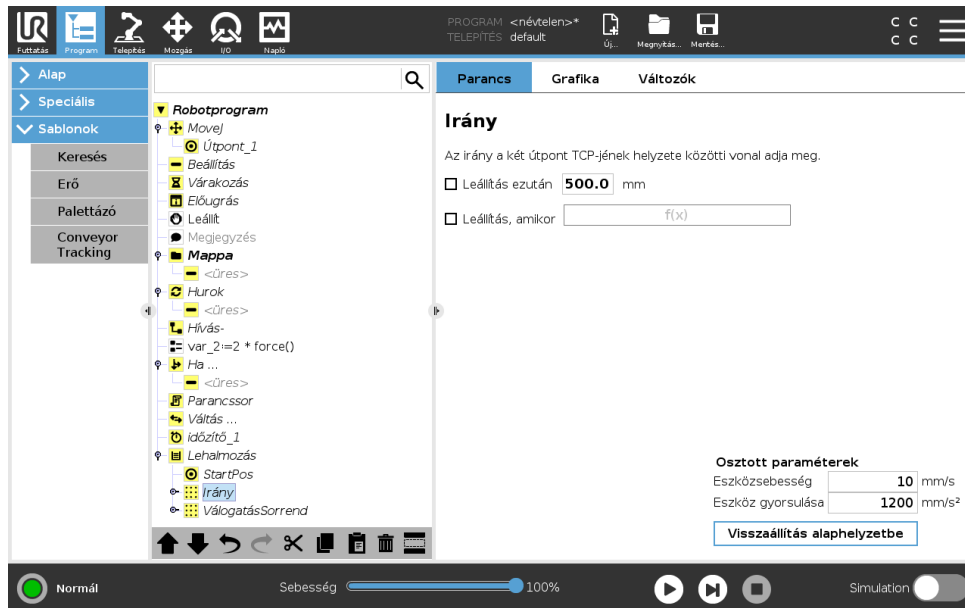 PROGRAM <névtelen>*
TELEPÍTÉS default
Futtatás Program Telepítés Mozgás I/O Napló
Új... Megnyitás... Mentés...
C C
C C
Alap
Speciális
Sablonok
Keresés
Erő
Palettázó
Conveyor
Tracking
Robotprogram
MoveJ
Útpont_1
Beállítás
Várakozás
Előugrás
Leállít
Megjegyzés
Mappa
<üres>
Hurok
<üres>
Hívás-
var_2:=2 * force()
Ha ...
<üres>
Parancssor
Váltás ...
időzítő_1
Lehalmozás
StartPos
Irány
VálogatásSorrend
Parancs Grafika Változók
Irány
Az irány a két útpont TCP-jének helyzete közötti vonal adja meg.
Leállítás ezután 500.0 mm
Leállítás, amikor f(x)
Osztott paraméterek
Eszközsebesség 10 mm/s
Eszköz gyorsulása 1200 mm/s²
Visszaállítás alaphelyzetbe
Normál Sebesség 100% Simulation